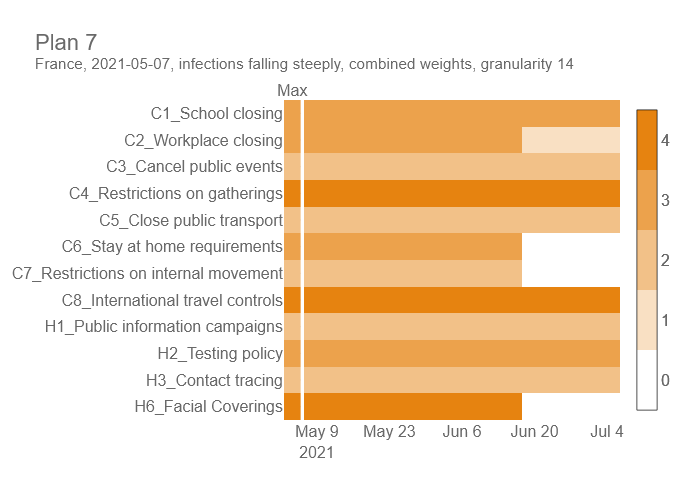 Plan 7
France, 2021-05-07, infections falling steeply, combined weights, granularity 14
Max
C1_School closing
C2_Workplace closing
C3_Cancel public events
C4_Restrictions on gatherings
C5_Close public transport
C6_Stay at home requirements
C7_Restrictions on internal movement
C8_International travel controls
H1_Public information campaigns
H2_Testing policy
H3_Contact tracing
H6_Facial Coverings
May 9 May 23 Jun 6 Jun 20 Jul 4
2021
4
3
2
1
0